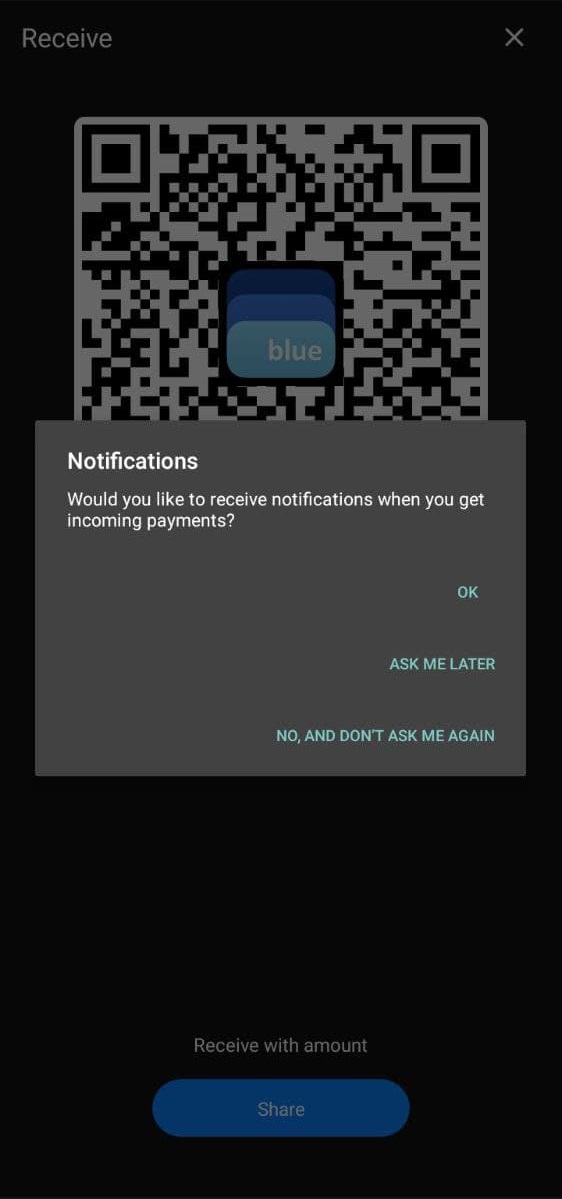 Receive
blue
Notifications
Would you like to receive notifications when you get
incoming payments?
OK
ASK ME LATER
NO, AND DON'T ASK ME AGAIN
Receive with amount
Share